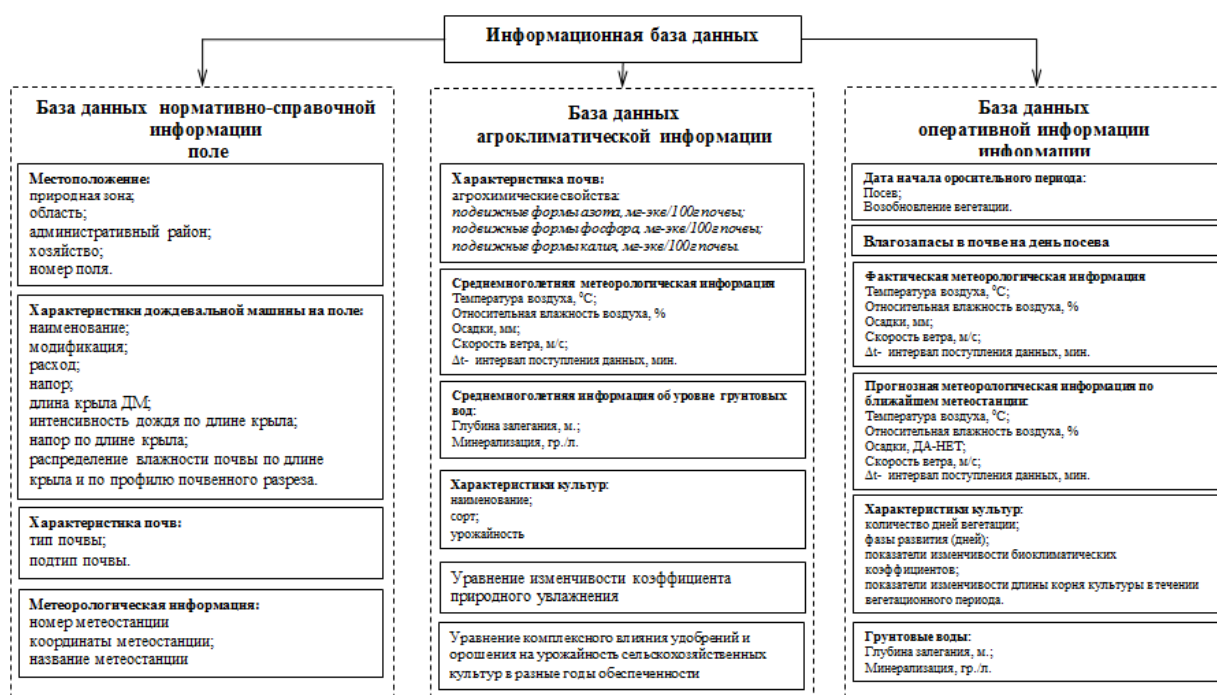 Информационная база данных
База данных нормативно-справочной
информации
поле
Местоположение:
природная зона;
область;
административный район;
хозяйство;
номер поля.
Характеристики дождевальной машины на поле:
наименование;
модификация;
расход;
напор;
длина крыла ДМ;
интенсивность дождя по длине крыла;
напор по длине крыла;
распределение влажности почвы по длине
крыла и по профилю почвенного разреза.
Характеристика почв:
тип почвы;
подтип почвы.
Метеорологическая информация:
номер метеостанции
координаты метеостанции;
название метеостанции
База данных
агроклиматической информации
Характеристика почв:
агрохимические свойства:
подвижные формы азота, мг-экв/100г почвы;
подвижные формы фосфора, мг-экв/100г почвы;
подвижные формы калия, мг-экв/100г почвы.
Среднемноголетняя метеорологическая информация
Температура воздуха, ⁰С;
Относительная влажность воздуха, %
Осадки, мм;
Скорость ветра, м/с;
Δt- интервал поступления данных, мин.
Среднемноголетняя информация об уровне грунтовых
вод:
Глубина залегания, м.;
Минерализация, гр./л.
Характеристики культур:
наименование;
сорт;
урожайность
Уравнение изменчивости коэффициента
природного увлажнения
Уравнение комплексного влияния удобрений и
орошения на урожайность сельскохозяйственных
культур в разные годы обеспеченности
База данных
оперативной информации
информации
Дата начала оросительного периода:
Посев;
Возобновление вегетации.
Влагозапасы в почве на день посева
Фактическая метеорологическая информация
Температура воздуха, ⁰С;
Относительная влажность воздуха, %
Осадки, мм;
Скорость ветра, м/с;
Δt- интервал поступления данных, мин.
Прогнозная метеорологическая информация по
ближайшем метеостанции:
Температура воздуха, ⁰С;
Относительная влажность воздуха, %
Осадки, ДА-НЕТ;
Скорость ветра, м/с;
Δt- интервал поступления данных, мин.
Характеристики культур:
количество дней вегетации;
фазы развития (дней);
показатели изменчивости биоклиматических
коэффициентов;
показатели изменчивости длины корня культуры в течении
вегетационного периода.
Грунтовые воды:
Глубина залегания, м.;
Минерализация, гр./л.